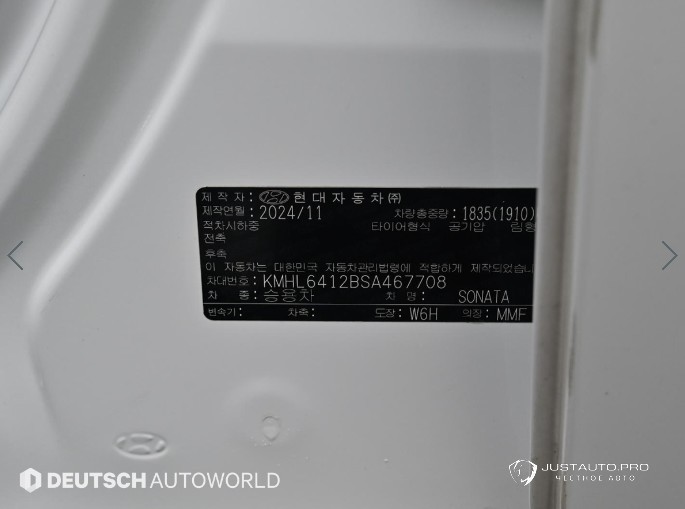 제 작 자 : 현대자동차㈜
제작연월 : 2024/11 차량총중량 : 1835(1910)
적차시하중 타이어형식 공기압 림형
전축
후축
이 자동차는 대한민국 자동차관리법령에 적합하게 제작되었습니
차대번호 : KMHL6412BSA467708
차 종 : 승용차 차 명 : SONATA
변속기 : 차축 : 도장 : W6H 의장 : MMF
DEUTSCH AUTOWORLD
JUSTAUTO.PRO
ЧЕСТНОЕ АВТО